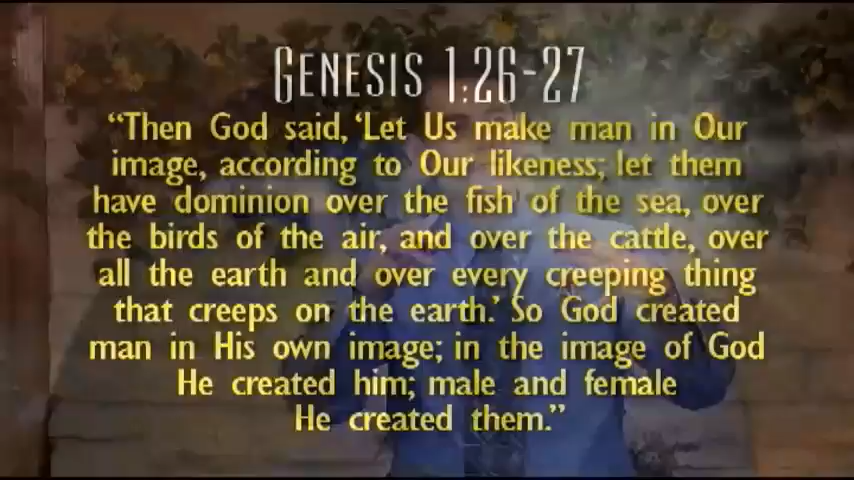 GENESIS 1:26-27
“Then God said, ‘Let Us make man in Our
image, according to Our likeness; let them
have dominion over the fish of the sea, over
the birds of the air, and over the cattle, over
all the earth and over every creeping thing
that creeps on the earth.’ So God created
man in His own image; in the image of God
He created him; male and female
He created them.”